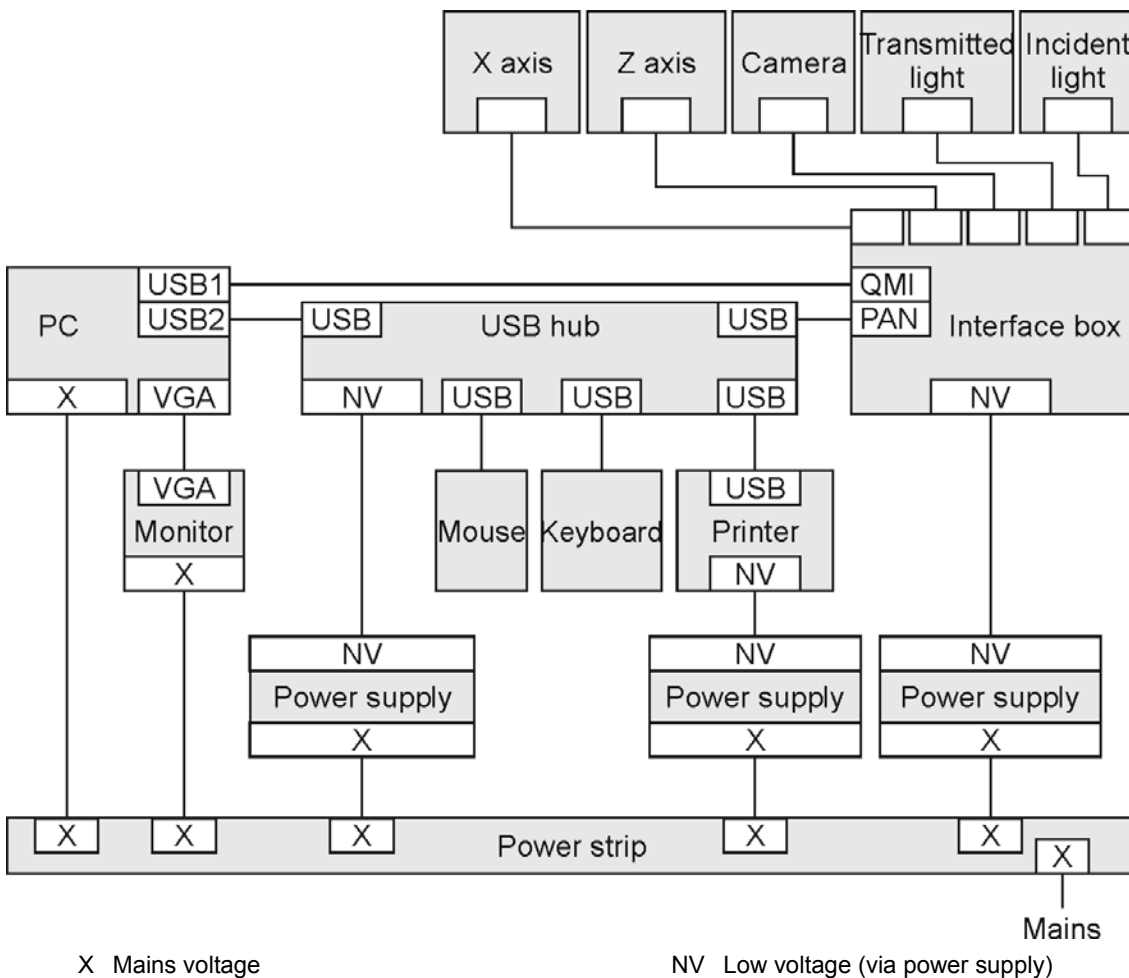 X axis
Z axis
Camera
Transmitted
light
Incident
light
USB1
QMI
PC
USB2
USB
USB hub
USB
PAN
Interface box
X
VGA
NV
USB
USB
USB
NV
VGA
Monitor
X
Mouse
Keyboard
USB
Printer
NV
NV
Power supply
X
NV
Power supply
X
NV
Power supply
X
X
X
X
X
X
Power strip
X
Mains
X Mains voltage
NV Low voltage (via power supply)